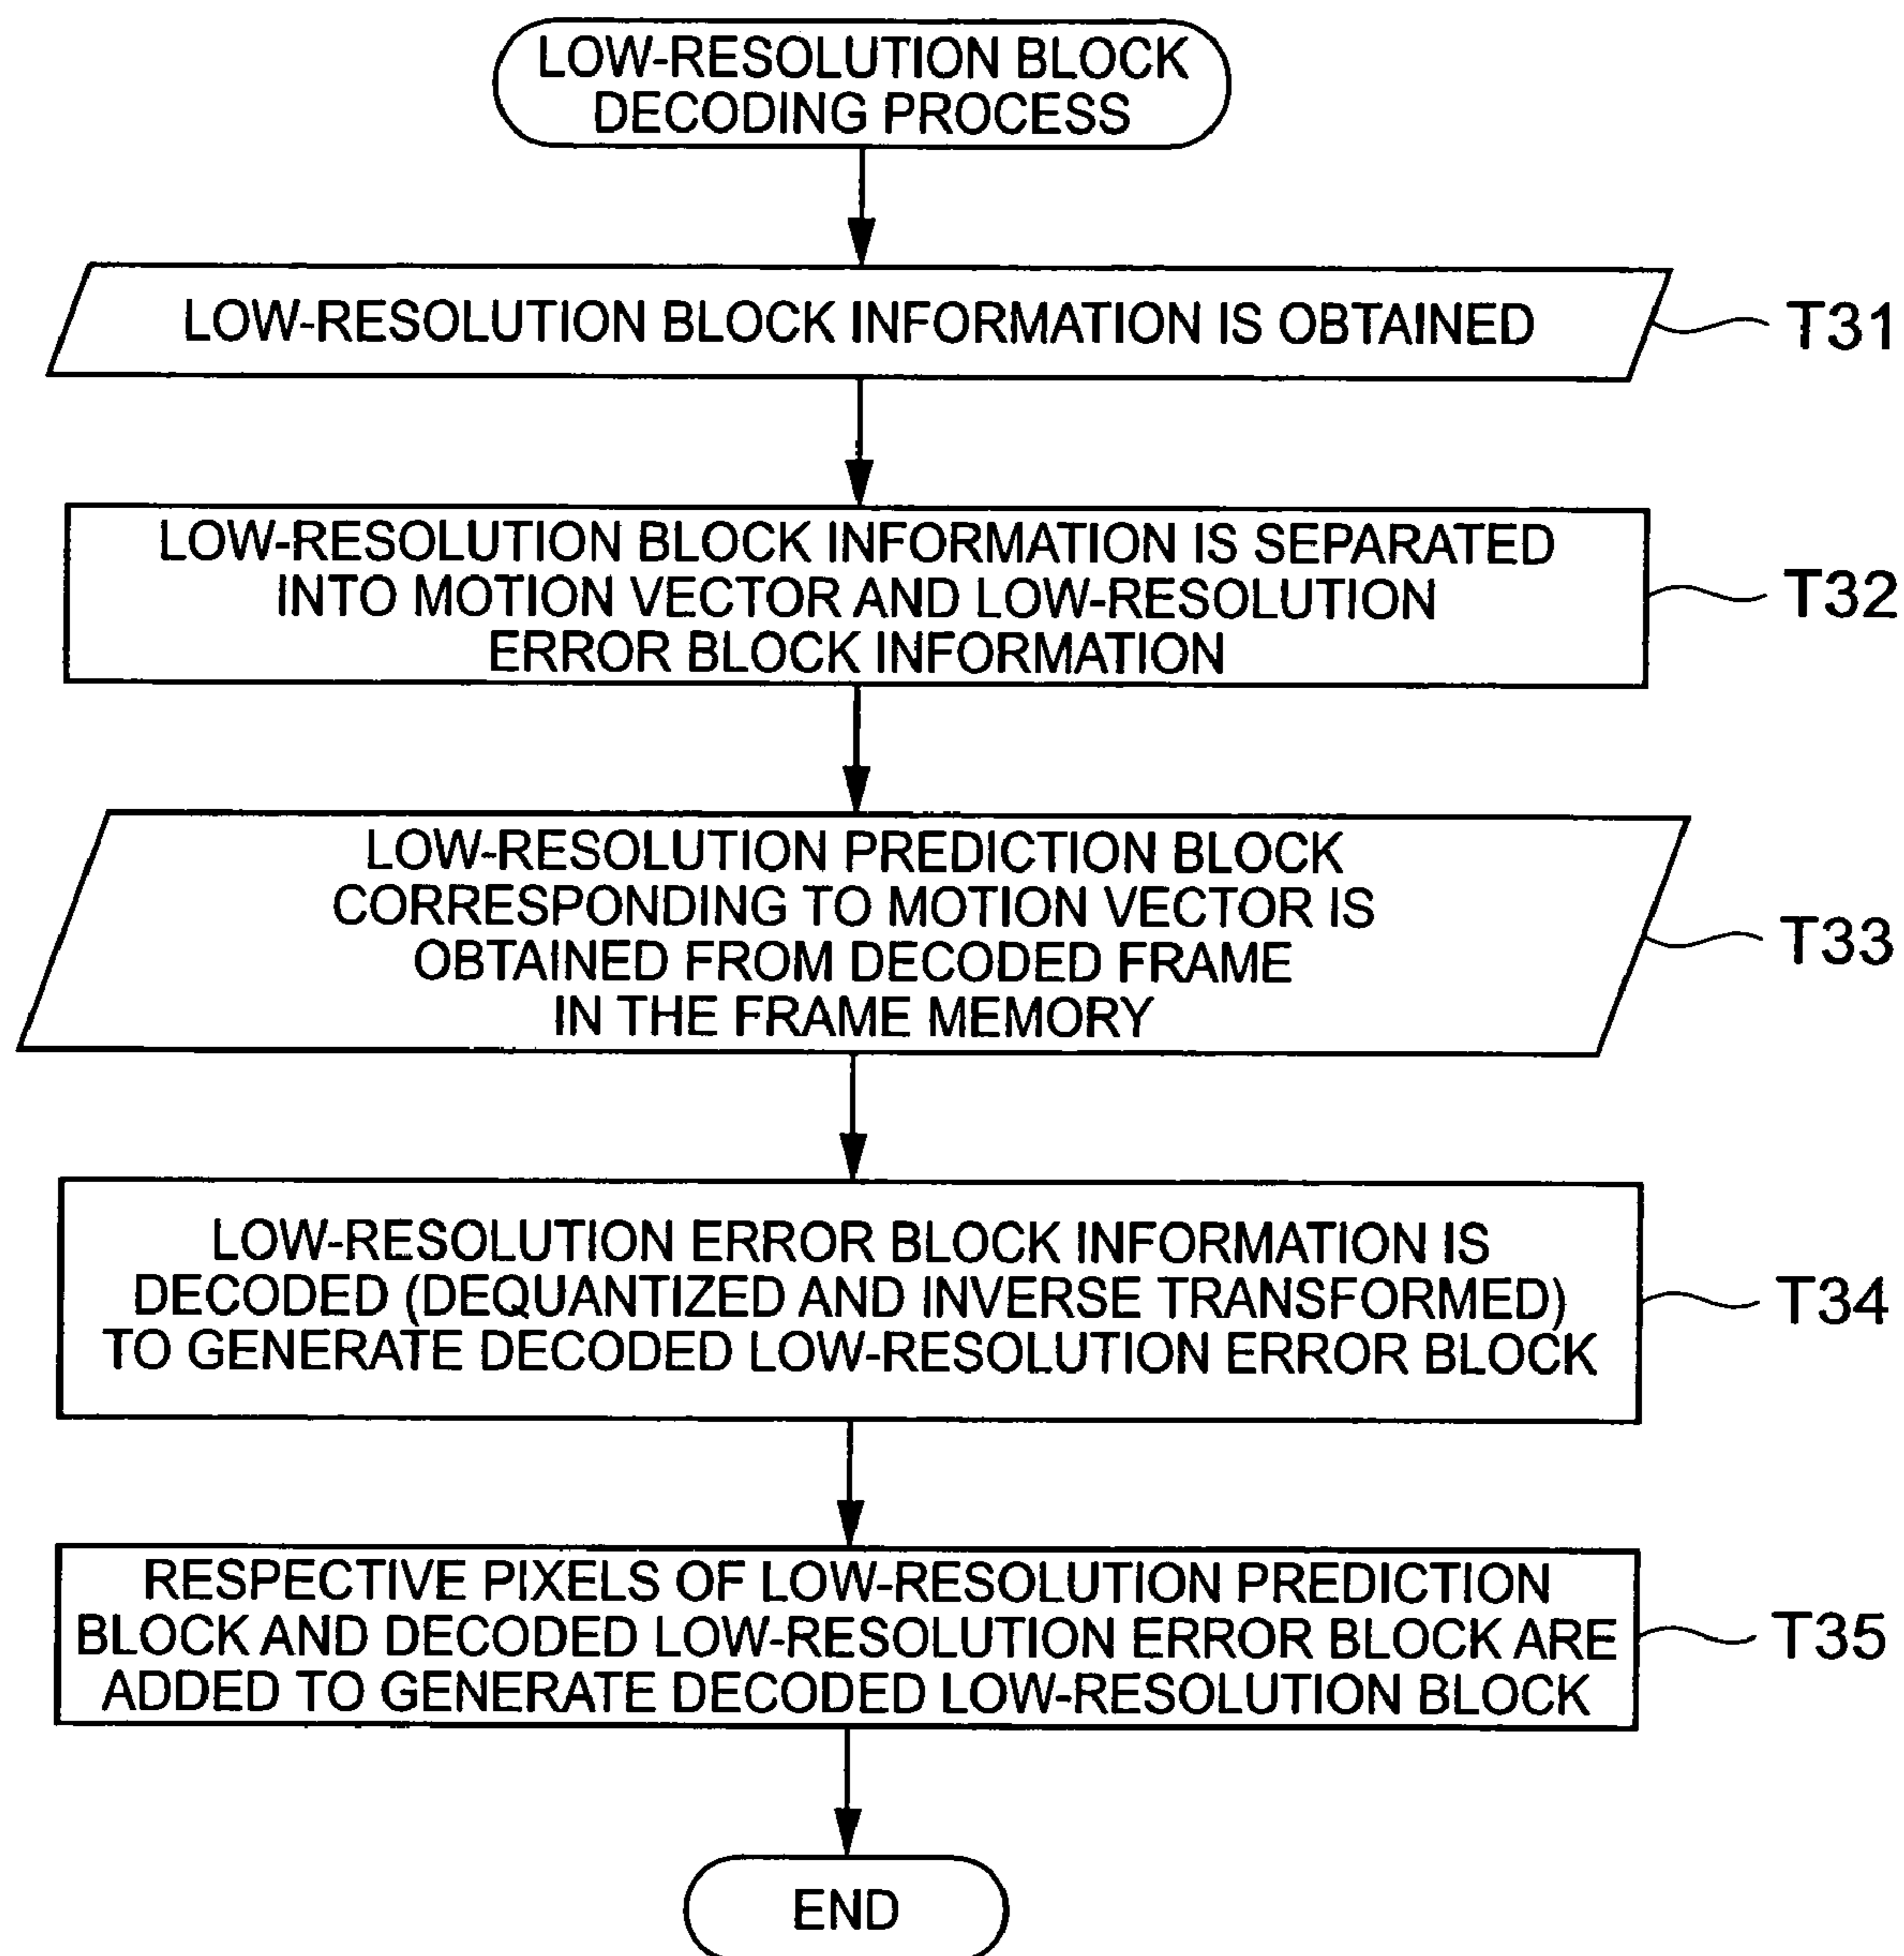 LOW-RESOLUTION BLOCK
DECODING PROCESS
LOW-RESOLUTION BLOCK INFORMATION IS OBTAINED
T31
LOW-RESOLUTION BLOCK INFORMATION IS SEPARATED
INTO MOTION VECTOR AND LOW-RESOLUTION
ERROR BLOCK INFORMATION
T32
LOW-RESOLUTION PREDICTION BLOCK
CORRESPONDING TO MOTION VECTOR IS
OBTAINED FROM DECODED FRAME
IN THE FRAME MEMORY
T33
LOW-RESOLUTION ERROR BLOCK INFORMATION IS
DECODED (DEQUANTIZED AND INVERSE TRANSFORMED)
TO GENERATE DECODED LOW-RESOLUTION ERROR BLOCK
T34
RESPECTIVE PIXELS OF LOW-RESOLUTION PREDICTION
BLOCK AND DECODED LOW-RESOLUTION ERROR BLOCK ARE
ADDED TO GENERATE DECODED LOW-RESOLUTION BLOCK
T35
END